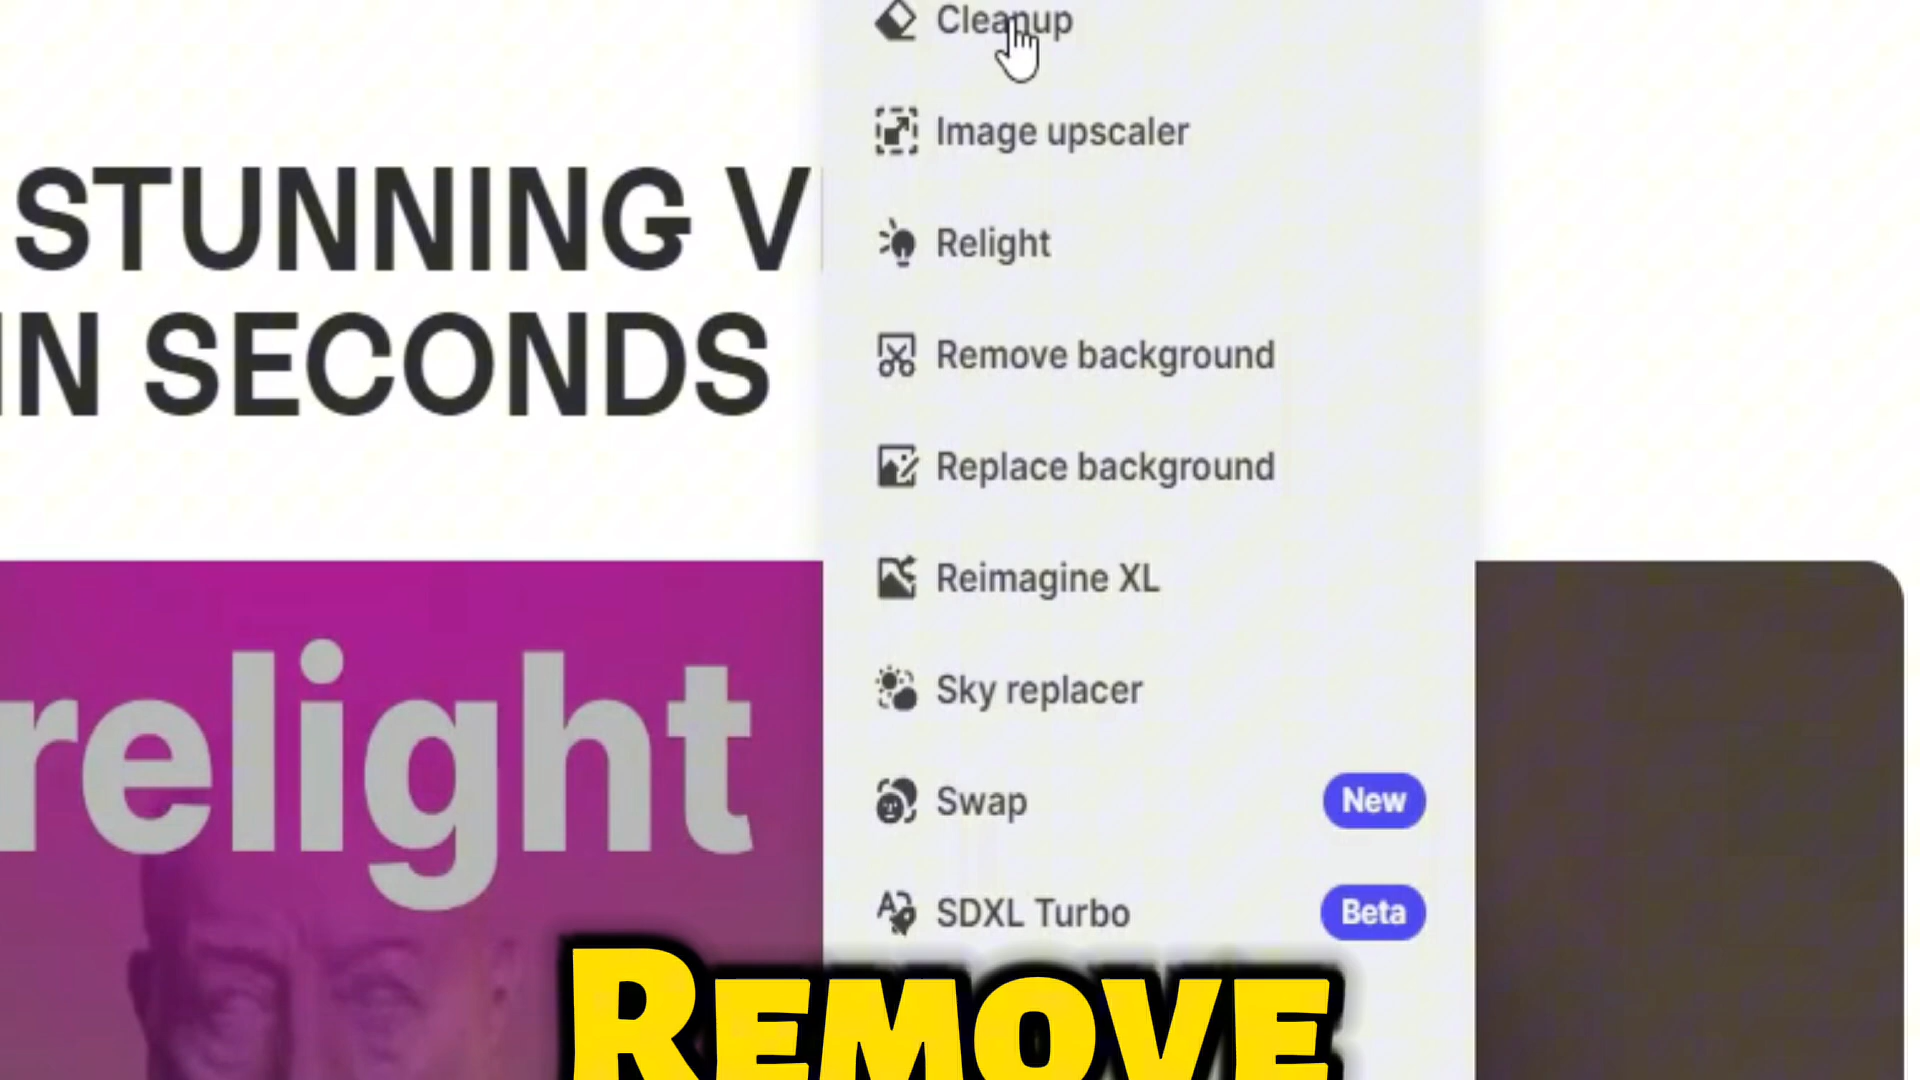 Cleanup
Image upscaler
STUNNING V
IN SECONDS
Relight
Remove background
Replace background
Reimagine XL
Sky replacer
Swap New
SDXL Turbo Beta
relight
REMOVE